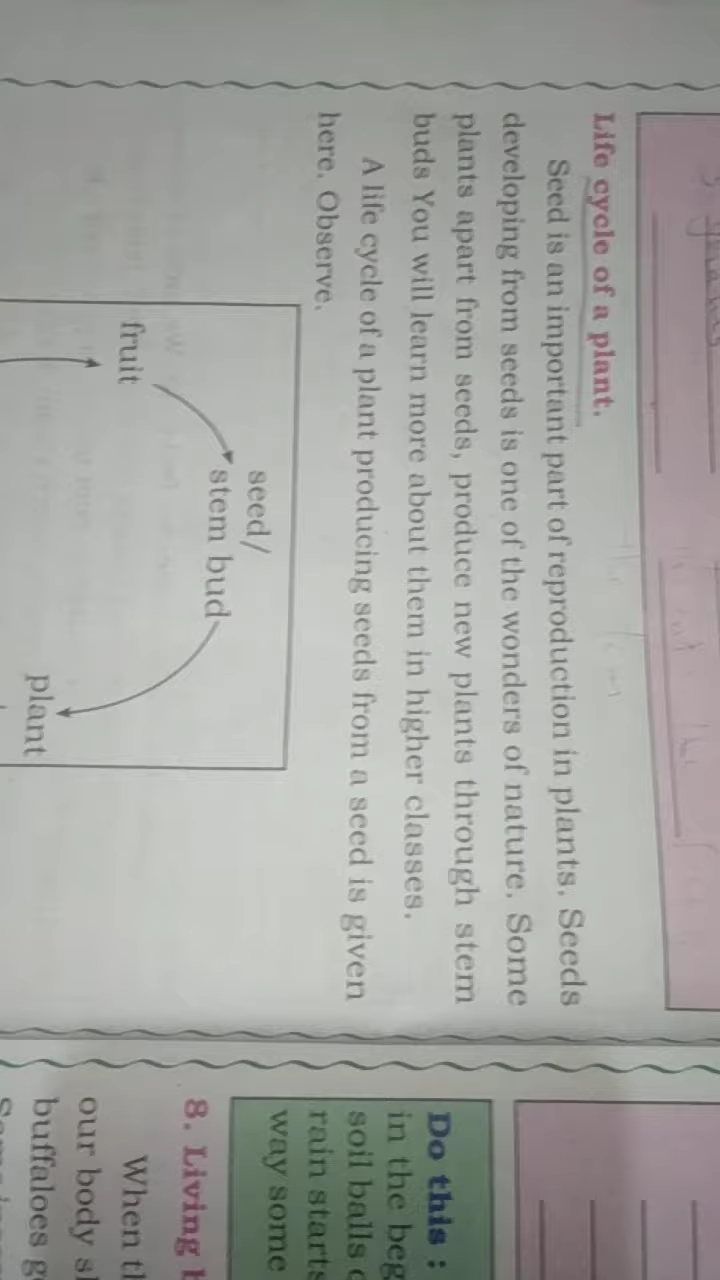 Life cycle of a plant.
Seed is an important part of reproduction in plants. Seeds
developing from seeds is one of the wonders of nature. Some
plants apart from seeds, produce new plants through stem
buds You will learn more about them in higher classes.
A life cycle of a plant producing seeds from a seed is given
here. Observe.
seed/
stem bud
fruit
plant
Do this :
in the beg
soil balls
rain starts
way some
8. Living
When
our body
buffaloes